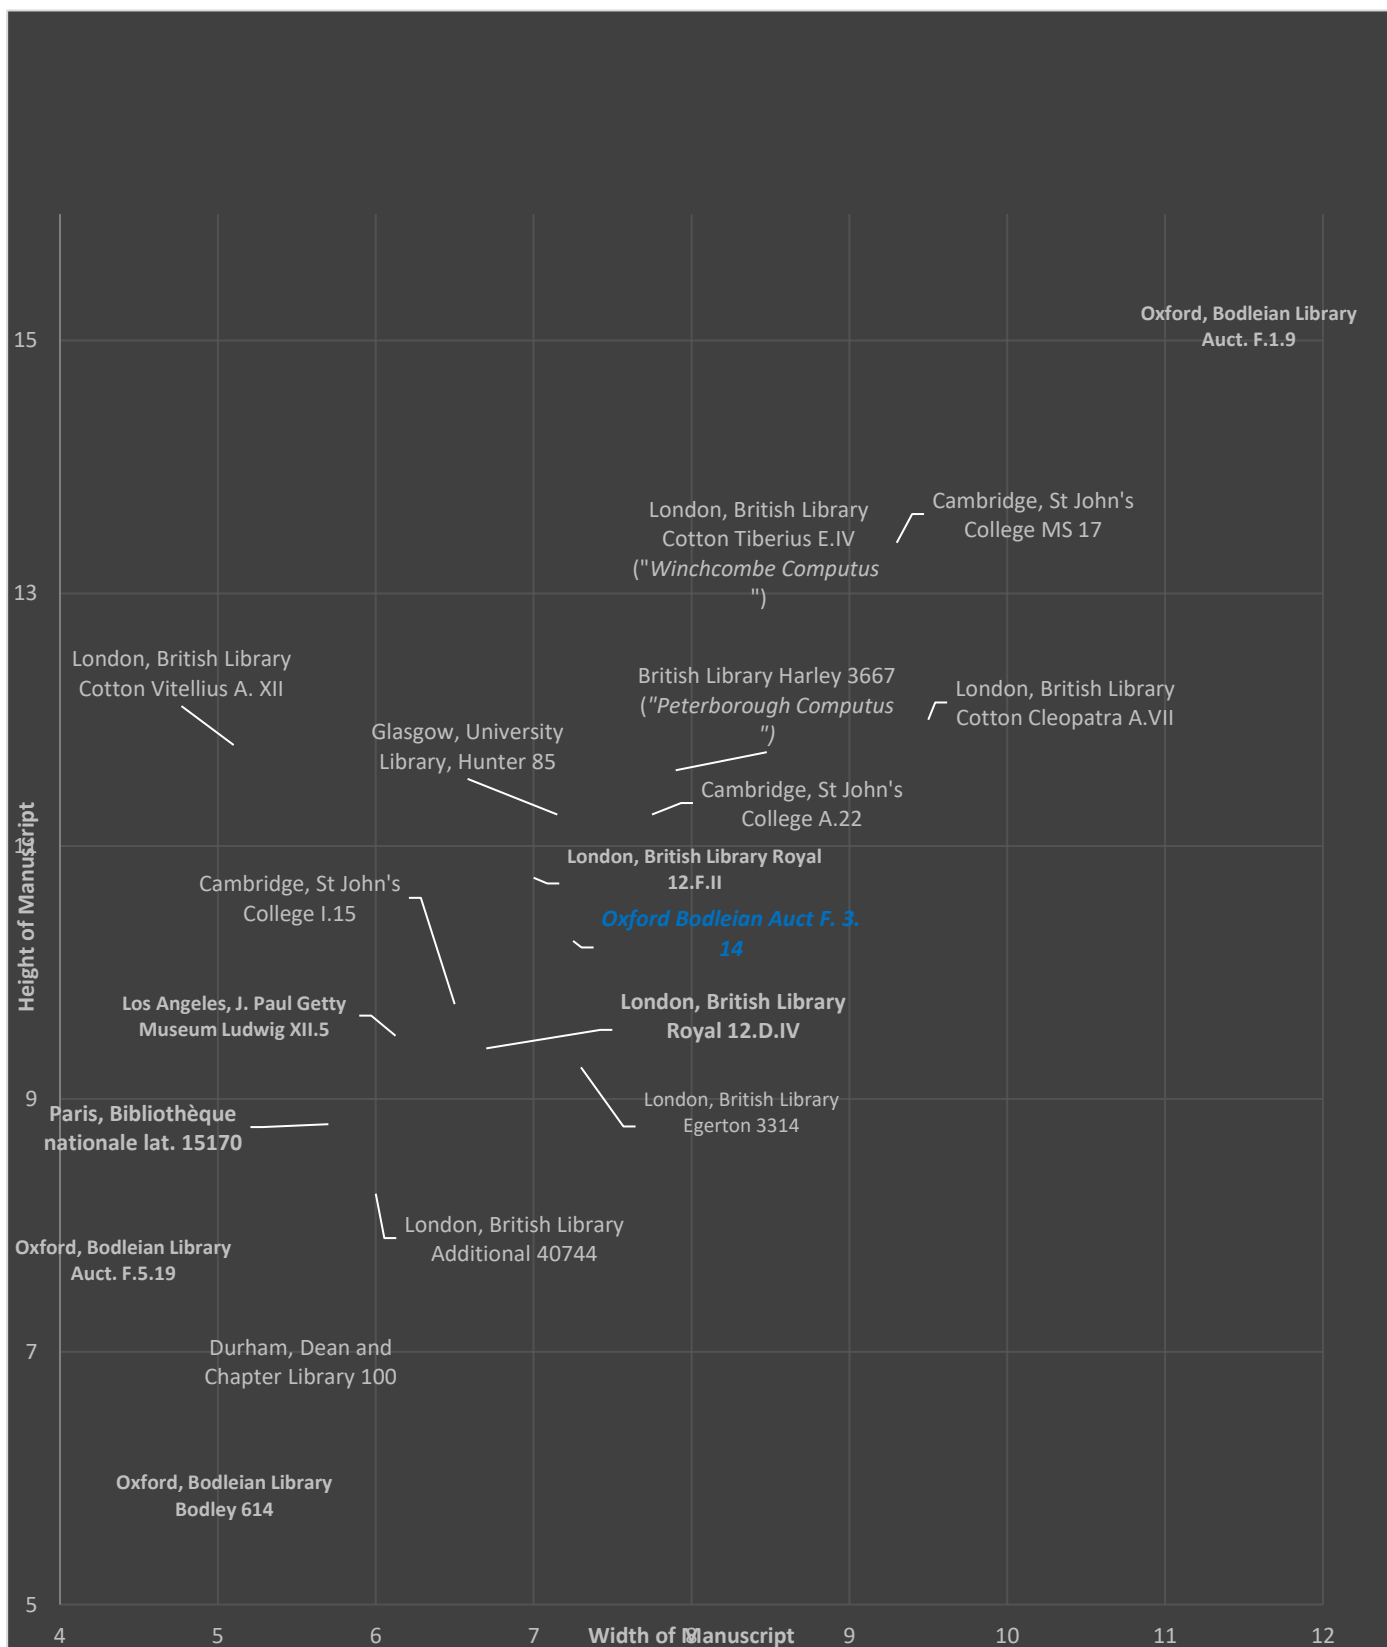 Oxford, Bodleian Library
Auct. F.1.9
15
London, British Library
Cotton Tiberius E.IV
("Winchcombe Computus
")
Cambridge, St John's
College MS 17
13
London, British Library
Cotton Vitellius A. XII
British Library Harley 3667
("Peterborough Computus
")
London, British Library
Cotton Cleopatra A.VII
Glasgow, University
Library, Hunter 85
Cambridge, St John's
College A.22
11
London, British Library Royal
12.F.II
Cambridge, St John's
College I.15
Oxford Bodleian Auct F. 3.
14
Height of Manuscript
Los Angeles, J. Paul Getty
Museum Ludwig XII.5
London, British Library
Royal 12.D.IV
9
Paris, Bibliothèque
nationale lat. 15170
London, British Library
Egerton 3314
London, British Library
Additional 40744
Oxford, Bodleian Library
Auct. F.5.19
7
Durham, Dean and
Chapter Library 100
Oxford, Bodleian Library
Bodley 614
5
4 5 6 7 8 9 10 11 12
Width of Manuscript